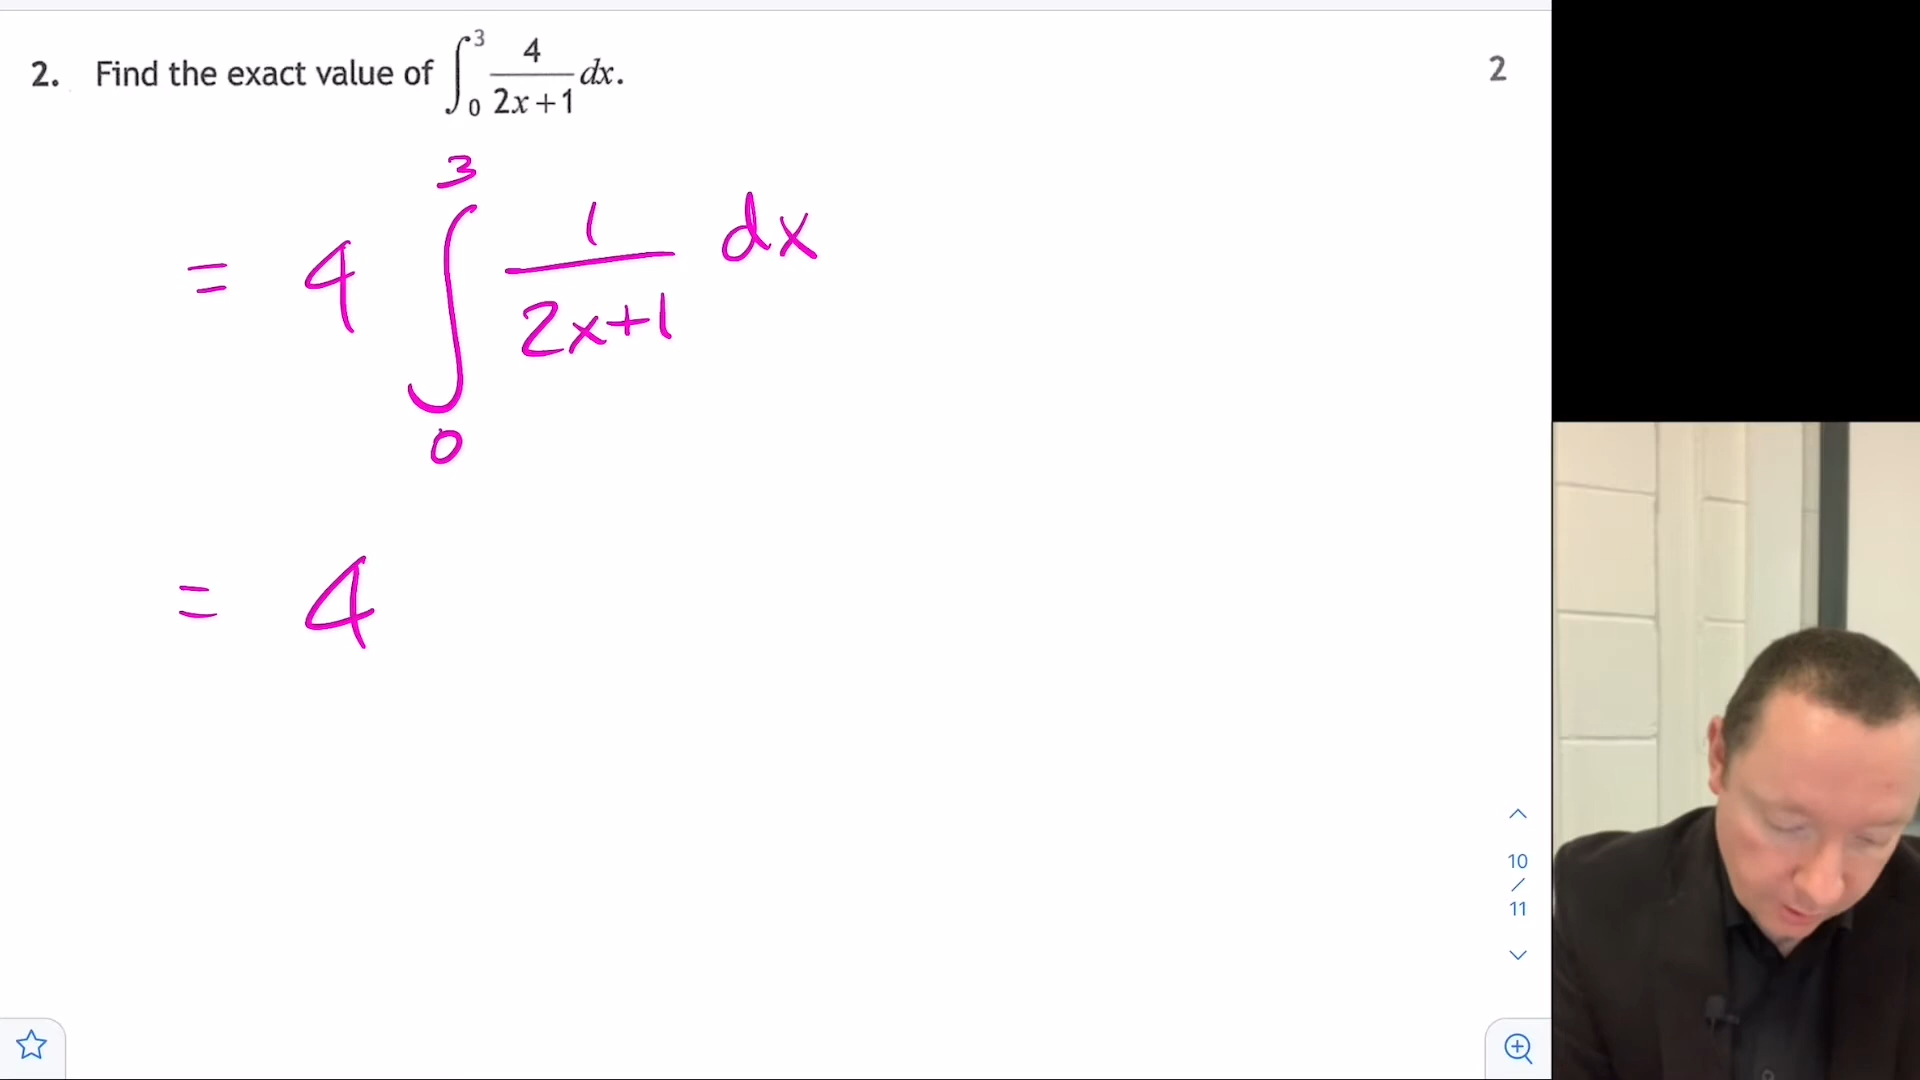 2. Find the exact value of ∫₀³ 4/(2x+1) dx. 2
= 4 ∫₀³ 1/(2x+1) dx
= 4
10
/
11